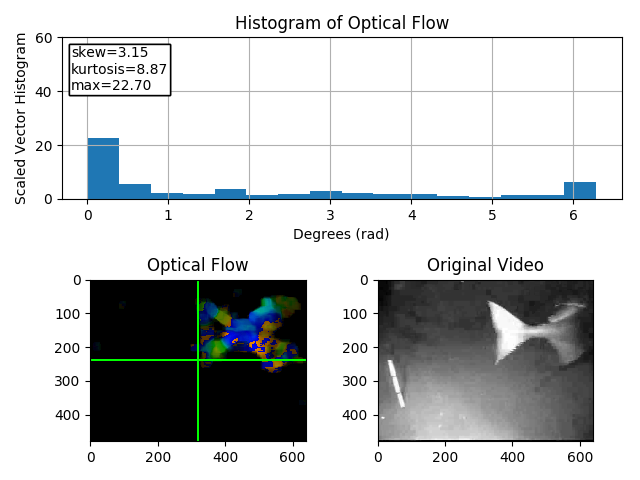 Histogram of Optical Flow
60
40
20
0
Scaled Vector Histogram
skew=3.15
kurtosis=8.87
max=22.70
0 1 2 3 4 5 6
Degrees (rad)
Optical Flow
0
100
200
300
400
0 200 400 600
Original Video
0
100
200
300
400
0 200 400 600